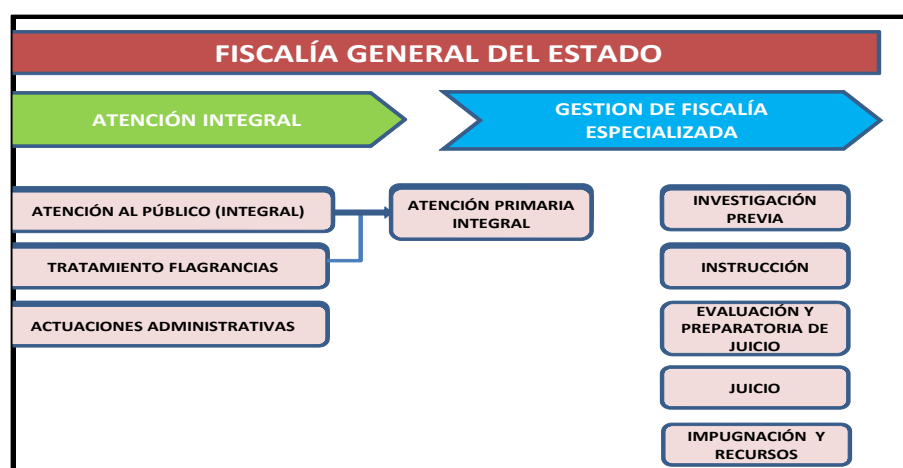 FISCALÍA GENERAL DEL ESTADO
ATENCIÓN INTEGRAL
GESTION DE FISCALÍA
ESPECIALIZADA
ATENCIÓN AL PÚBLICO (INTEGRAL)
TRATAMIENTO FLAGRANCIAS
ACTUACIONES ADMINISTRATIVAS
ATENCIÓN PRIMARIA
INTEGRAL
INVESTIGACIÓN
PREVIA
INSTRUCCIÓN
EVALUACIÓN Y
PREPARATORIA DE
JUICIO
JUICIO
IMPUGNACIÓN Y
RECURSOS